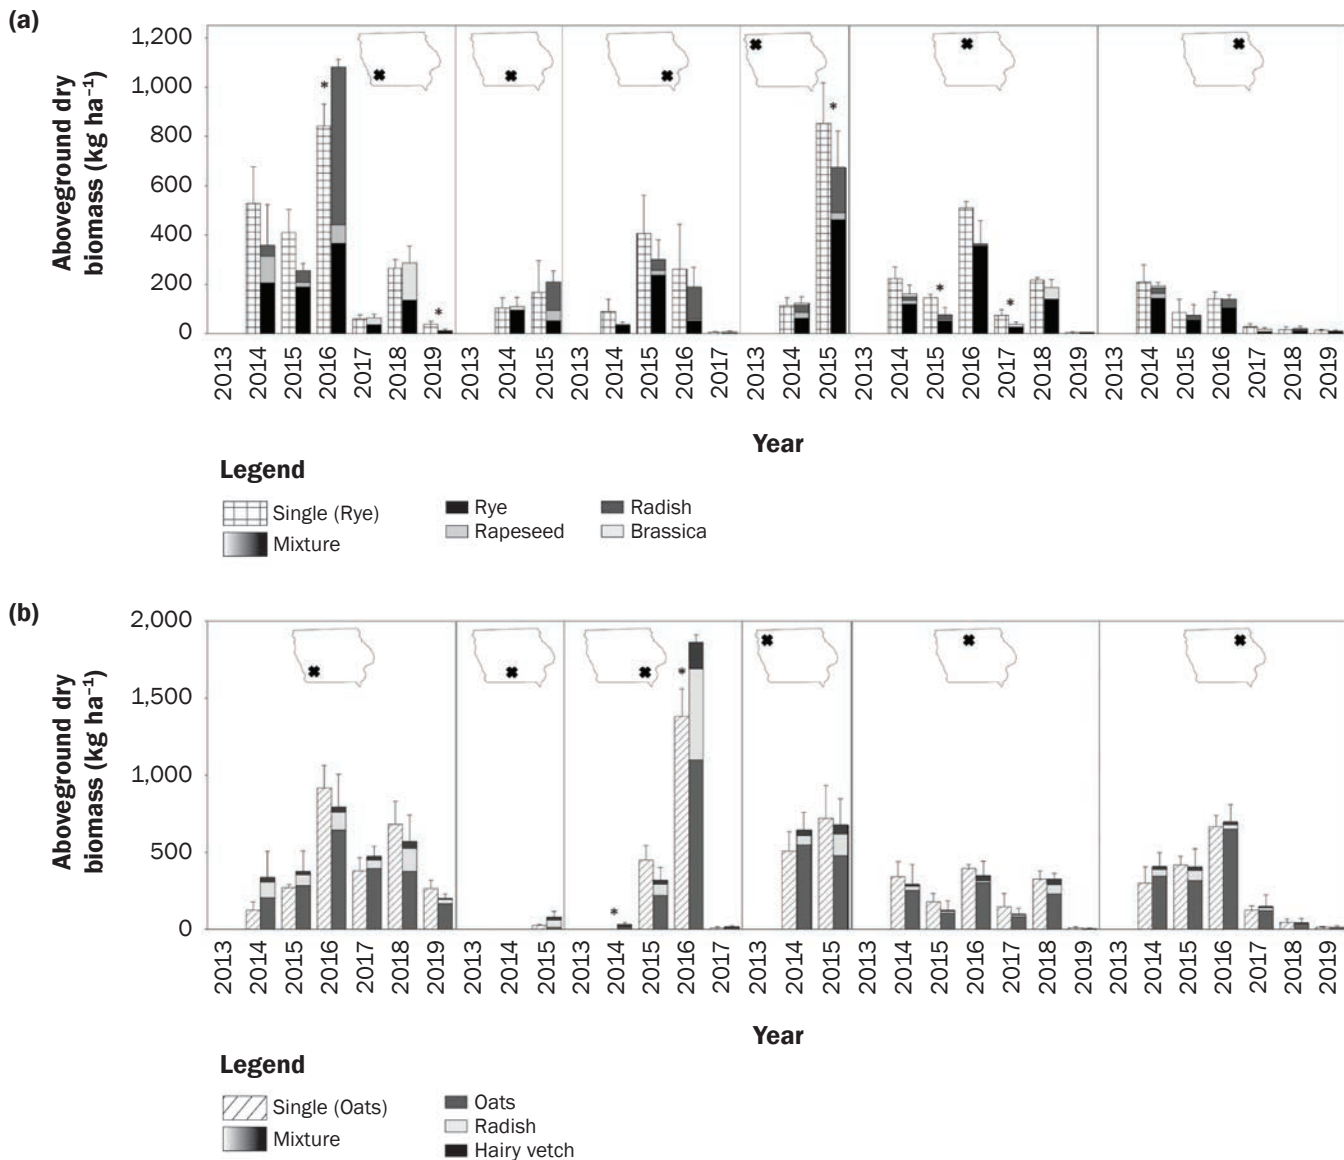 (a)
Aboveground dry
biomass (kg ha⁻¹)
1,200
1,000
800
600
400
200
0
* * * * * *
2013 2014 2015 2016 2017 2018 2019 2013 2014 2015 2013 2014 2015 2016 2017 2013 2014 2015 2013 2014 2015 2016 2017 2018 2019 2013 2014 2015 2016 2017 2018 2019
Year
Legend
Single (Rye) Rye Radish
Mixture Rapeseed Brassica
(b)
Aboveground dry
biomass (kg ha⁻¹)
2,000
1,500
1,000
500
0
* *
2013 2014 2015 2016 2017 2018 2019 2013 2014 2015 2013 2014 2015 2016 2017 2013 2014 2015 2013 2014 2015 2016 2017 2018 2019 2013 2014 2015 2016 2017 2018 2019
Year
Legend
Single (Oats) Oats
Mixture Radish
Hairy vetch